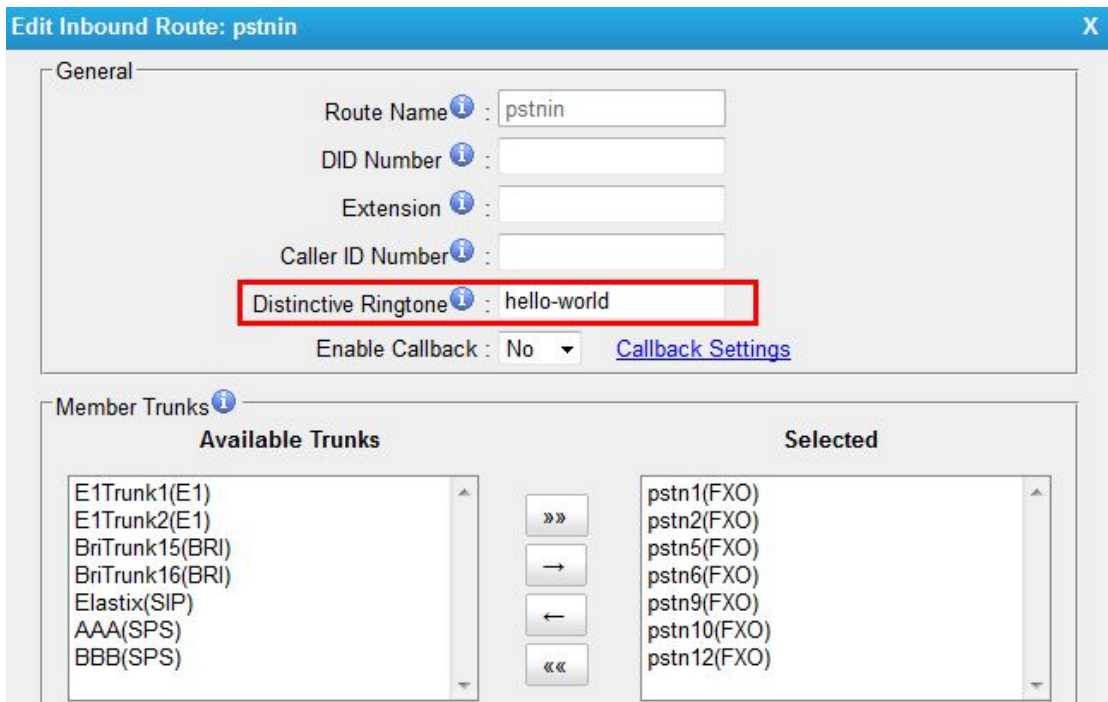 Edit Inbound Route: pstnin X
General
Route Name : pstnin
DID Number :
Extension :
Caller ID Number :
Distinctive Ringtone : hello-world
Enable Callback : No Callback Settings
Member Trunks
Available Trunks
Selected
E1Trunk1(E1)
E1Trunk2(E1)
BriTrunk15(BRI)
BriTrunk16(BRI)
Elastix(SIP)
AAA(SPS)
BBB(SPS)
»»
→
←
««
pstn1(FXO)
pstn2(FXO)
pstn5(FXO)
pstn6(FXO)
pstn9(FXO)
pstn10(FXO)
pstn12(FXO)